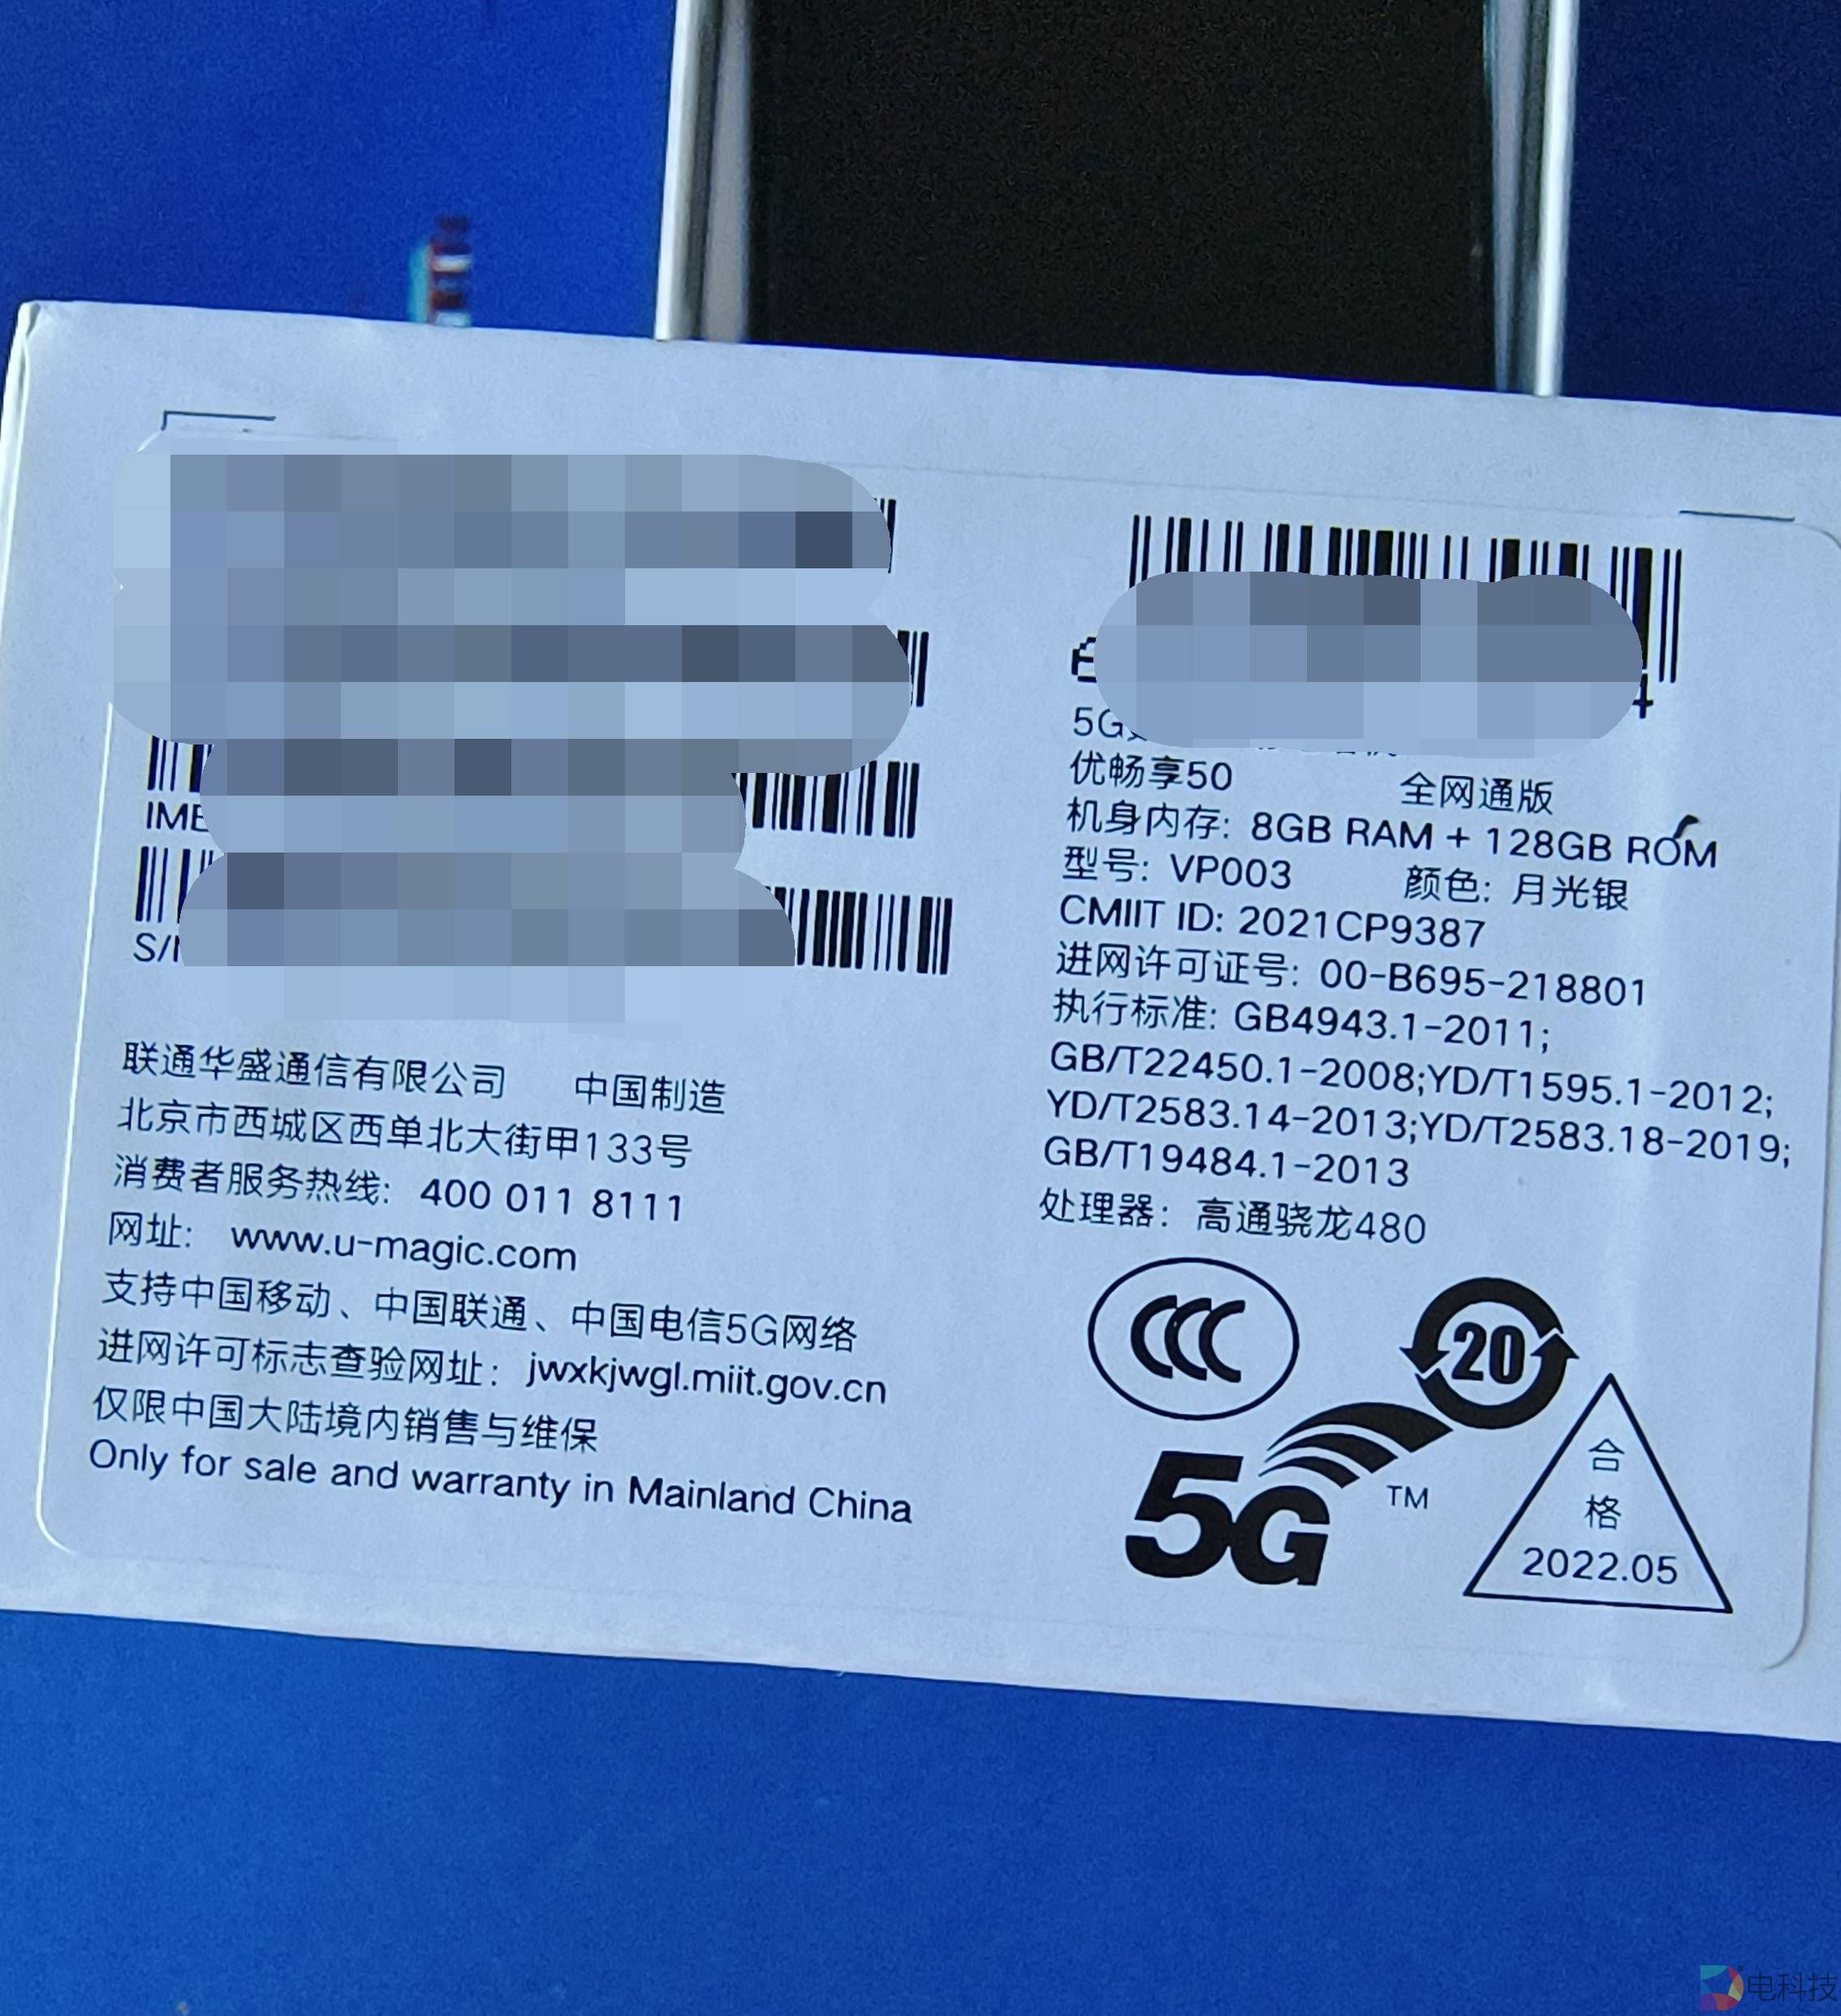 IME
S/
联通华盛通信有限公司 中国制造
北京市西城区西单北大街甲133号
消费者服务热线: 400 011 8111
网址: www.u-magic.com
支持中国移动、中国联通、中国电信5G网络
进网许可标志查验网址: jwxkjwgl.miit.gov.cn
仅限中国大陆境内销售与维保
Only for sale and warranty in Mainland China
4
5G
优畅享50 全网通版
机身内存: 8GB RAM + 128GB ROM
型号: VP003 颜色: 月光银
CMIIT ID: 2021CP9387
进网许可证号: 00-B695-218801
执行标准: GB4943.1-2011;
GB/T22450.1-2008;YD/T1595.1-2012;
YD/T2583.14-2013;YD/T2583.18-2019;
GB/T19484.1-2013
处理器: 高通骁龙480
CCC
20
5G TM
合
格
2022.05
电科技